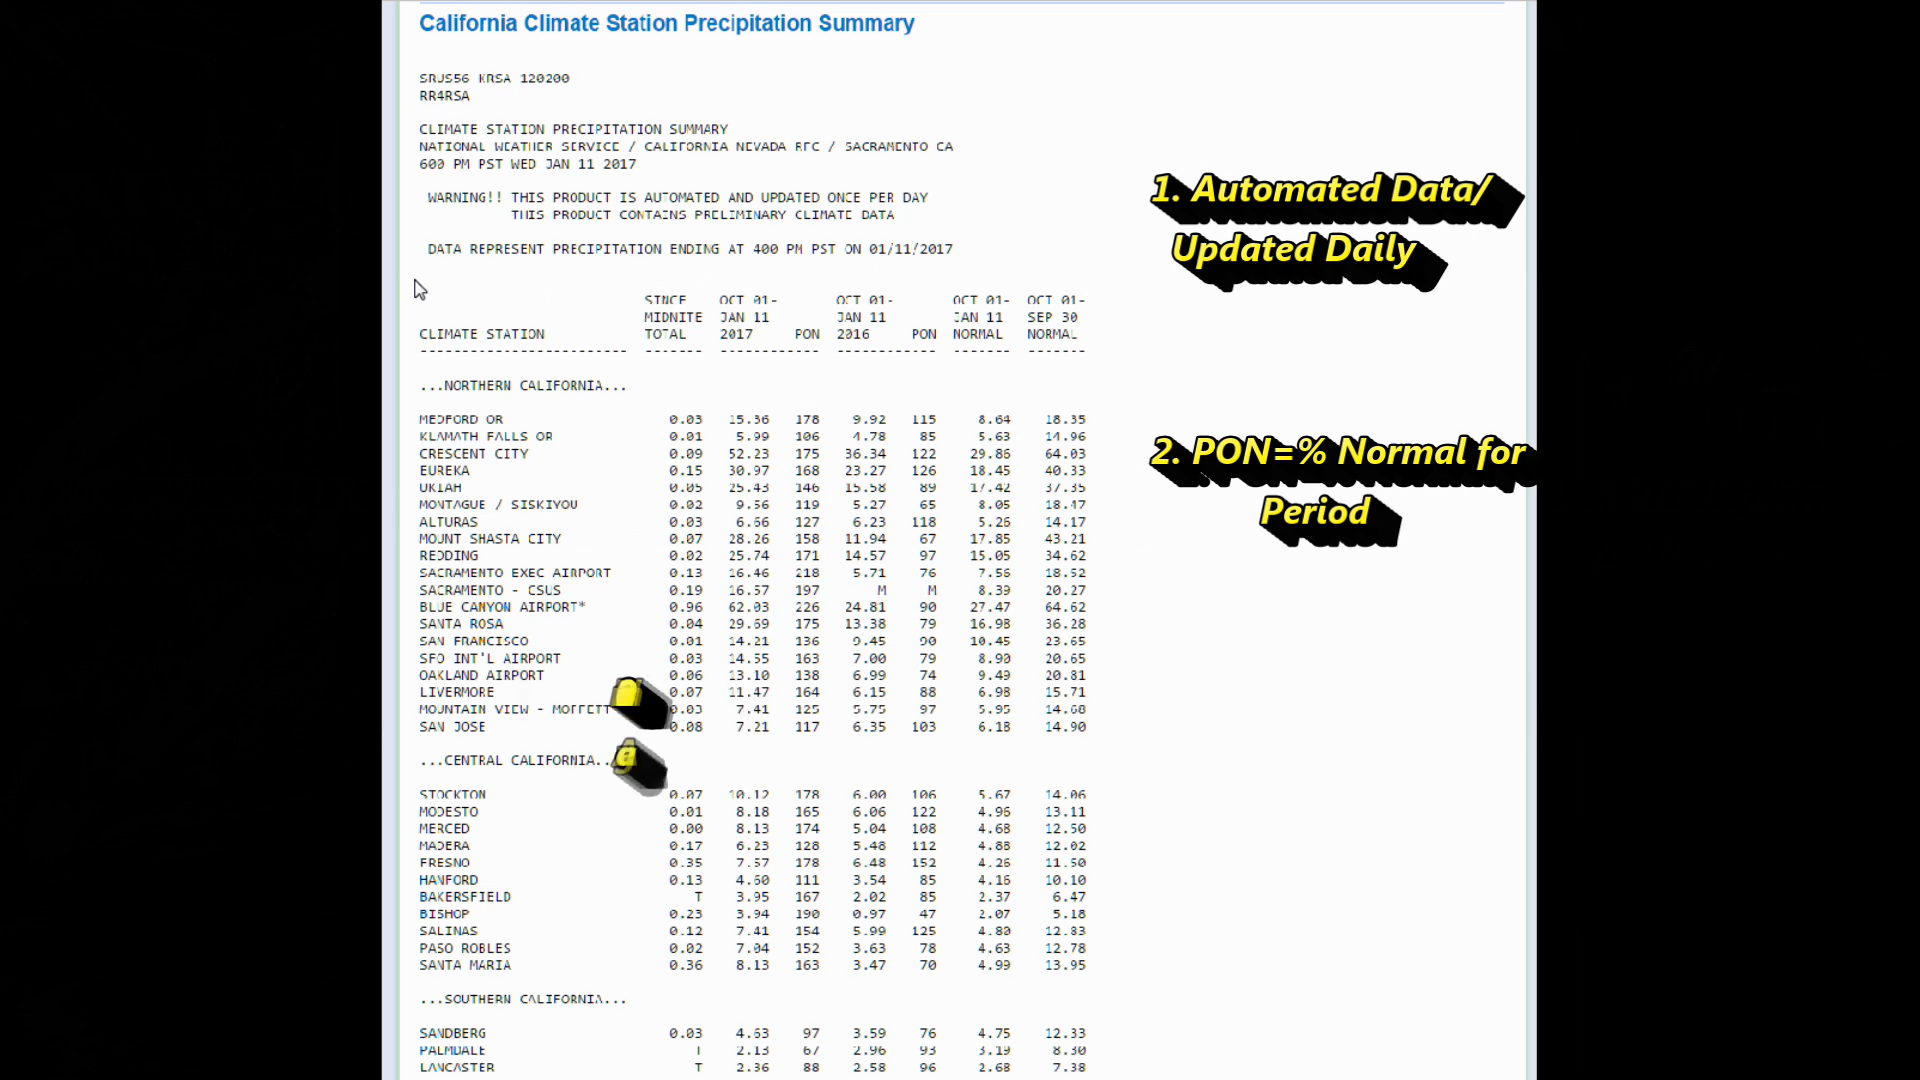 California Climate Station Precipitation Summary
SRUS56 KRSA 120200
RR4RSA
CLIMATE STATION PRECIPITATION SUMMARY
NATIONAL WEATHER SERVICE / CALIFORNIA NEVADA RFC / SACRAMENTO CA
600 PM PST WED JAN 11 2017
WARNING!! THIS PRODUCT IS AUTOMATED AND UPDATED ONCE PER DAY
THIS PRODUCT CONTAINS PRELIMINARY CLIMATE DATA
DATA REPRESENT PRECIPITATION ENDING AT 400 PM PST ON 01/11/2017
SINCE OCT 01- OCT 01- OCT 01- OCT 01-
MIDNITE JAN 11 JAN 11 JAN 11 SEP 30
CLIMATE STATION TOTAL 2017 PON 2016 PON NORMAL NORMAL
------------------------- ------- ------------ ------------ ------- -------
...NORTHERN CALIFORNIA...
MEDFORD OR 0.03 15.36 178 9.92 115 8.64 18.35
KLAMATH FALLS OR 0.01 5.99 106 4.78 85 5.63 14.96
CRESCENT CITY 0.09 52.23 175 36.34 122 29.86 64.03
EUREKA 0.15 30.97 168 23.27 126 18.45 40.33
UKIAH 0.05 25.43 146 15.58 89 17.42 37.35
MONTAGUE / SISKIYOU 0.02 9.56 119 5.27 65 8.05 18.47
ALTURAS 0.03 6.66 127 6.23 118 5.26 14.17
MOUNT SHASTA CITY 0.07 28.26 158 11.94 67 17.85 43.21
REDDING 0.02 25.74 171 14.57 97 15.05 34.62
SACRAMENTO EXEC AIRPORT 0.13 16.46 218 5.71 76 7.56 18.52
SACRAMENTO - CSUS 0.19 16.57 197 M M 8.39 20.27
BLUE CANYON AIRPORT* 0.96 62.03 226 24.81 90 27.47 64.62
SANTA ROSA 0.04 29.69 175 13.38 79 16.98 36.28
SAN FRANCISCO 0.01 14.21 136 9.45 90 10.45 23.65
SFO INT'L AIRPORT 0.03 14.55 163 7.00 79 8.90 20.65
OAKLAND AIRPORT 0.06 13.10 138 6.99 74 9.49 20.81
LIVERMORE 0.07 11.47 164 6.15 88 6.98 15.71
MOUNTAIN VIEW - MOFFETT 0.03 7.41 125 5.75 97 5.95 14.68
SAN JOSE 0.08 7.21 117 6.35 103 6.18 14.90
...CENTRAL CALIFORNIA..
STOCKTON 0.07 10.12 178 6.00 106 5.67 14.06
MODESTO 0.01 8.18 165 6.06 122 4.96 13.11
MERCED 0.00 8.13 174 5.04 108 4.68 12.50
MADERA 0.17 6.23 128 5.48 112 4.88 12.02
FRESNO 0.35 7.57 178 6.48 152 4.26 11.50
HANFORD 0.13 4.60 111 3.54 85 4.16 10.10
BAKERSFIELD T 3.95 167 2.02 85 2.37 6.47
BISHOP 0.23 3.94 190 0.97 47 2.07 5.18
SALINAS 0.12 7.41 154 5.99 125 4.80 12.83
PASO ROBLES 0.02 7.04 152 3.63 78 4.63 12.78
SANTA MARIA 0.36 8.13 163 3.47 70 4.99 13.95
...SOUTHERN CALIFORNIA...
SANDBERG 0.03 4.63 97 3.59 76 4.75 12.33
PALMDALE T 2.13 67 2.96 93 3.19 8.30
LANCASTER T 2.36 88 2.58 96 2.68 7.38
1. Automated Data/
Updated Daily
2. PON=% Normal for
Period